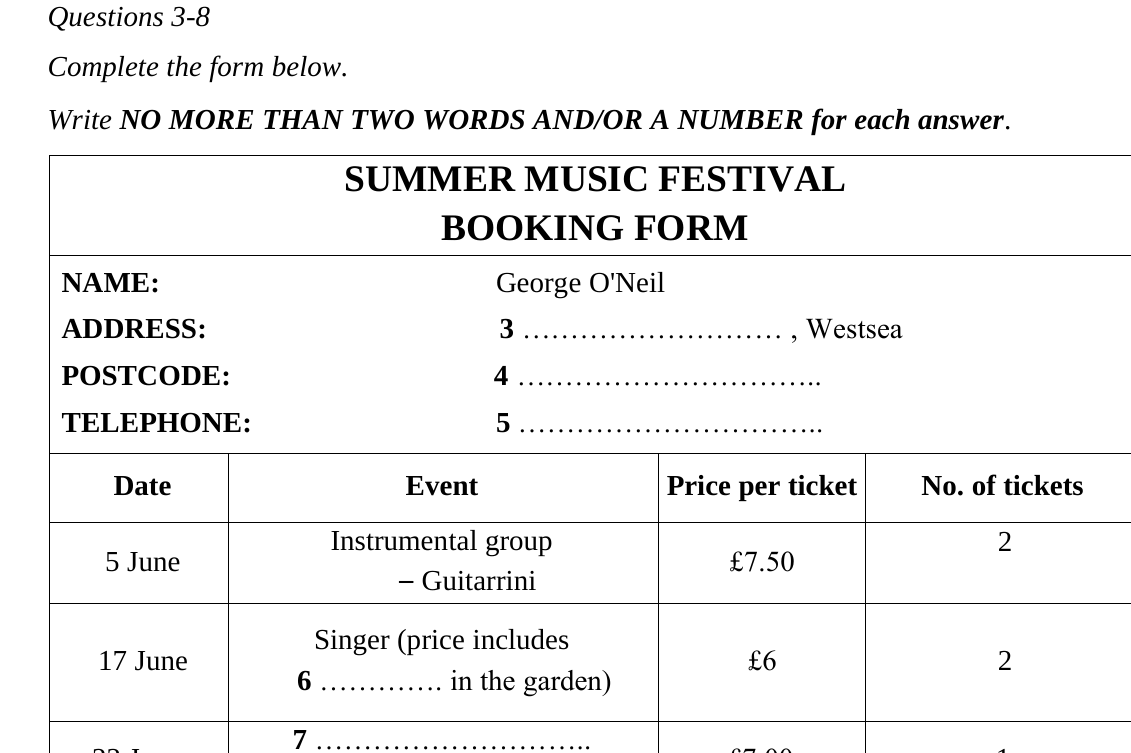 Questions 3-8
Complete the form below.
Write NO MORE THAN TWO WORDS AND/OR A NUMBER for each answer.
SUMMER MUSIC FESTIVAL
BOOKING FORM
NAME: George O'Neil
ADDRESS: 3 ……………………… , Westsea
POSTCODE: 4 …………………………..
TELEPHONE: 5 …………………………..
Date Event Price per ticket No. of tickets
5 June Instrumental group – Guitarrini £7.50 2
17 June Singer (price includes 6 …………. in the garden) £6 2
7 ………………………..